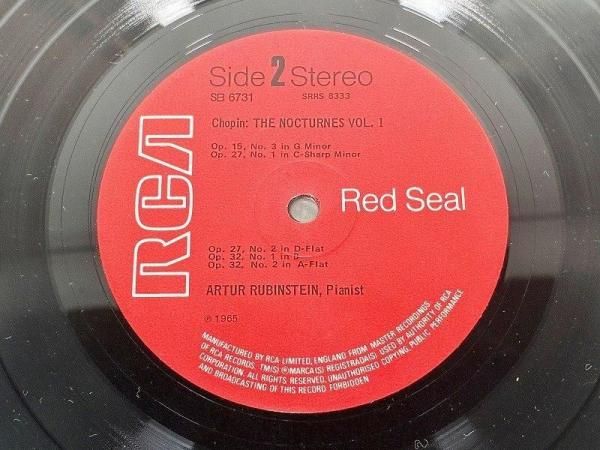 Side 2 Stereo
SB 6731 SRRS 8333
Chopin: THE NOCTURNES VOL. 1
Op. 15, No. 3 in G Minor
Op. 27, No. 1 in C-Sharp Minor
RCA
Red Seal
Op. 27, No. 2 in D-Flat
Op. 32, No. 1 in B
Op. 32, No. 2 in A-Flat
ARTUR RUBINSTEIN, Pianist
℗ 1965
MANUFACTURED BY RCA LIMITED, ENGLAND FROM MASTER RECORDINGS
OF RCA RECORDS. TM(S) ® MARCA(S) REGISTRADA(S) USED BY AUTHORITY OF RCA
CORPORATION. ALL RIGHTS RESERVED. UNAUTHORISED COPYING, PUBLIC PERFORMANCE
AND BROADCASTING OF THIS RECORD FORBIDDEN